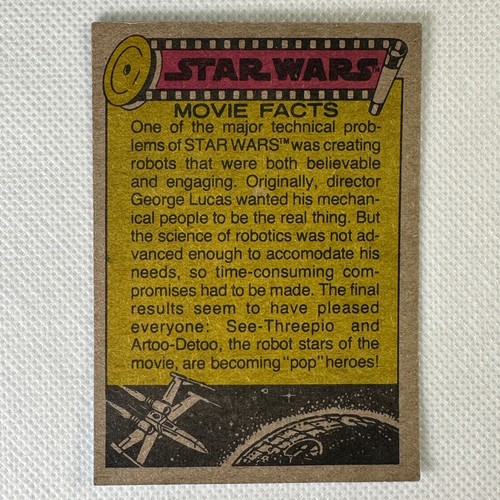 STAR WARS™
MOVIE FACTS
One of the major technical prob-
lems of STAR WARS™ was creating
robots that were both believable
and engaging. Originally, director
George Lucas wanted his mechan-
ical people to be the real thing. But
the science of robotics was not ad-
vanced enough to accomodate his
needs, so time-consuming com-
promises had to be made. The final
results seem to have pleased
everyone: See-Threepio and
Artoo-Detoo, the robot stars of the
movie, are becoming "pop" heroes!